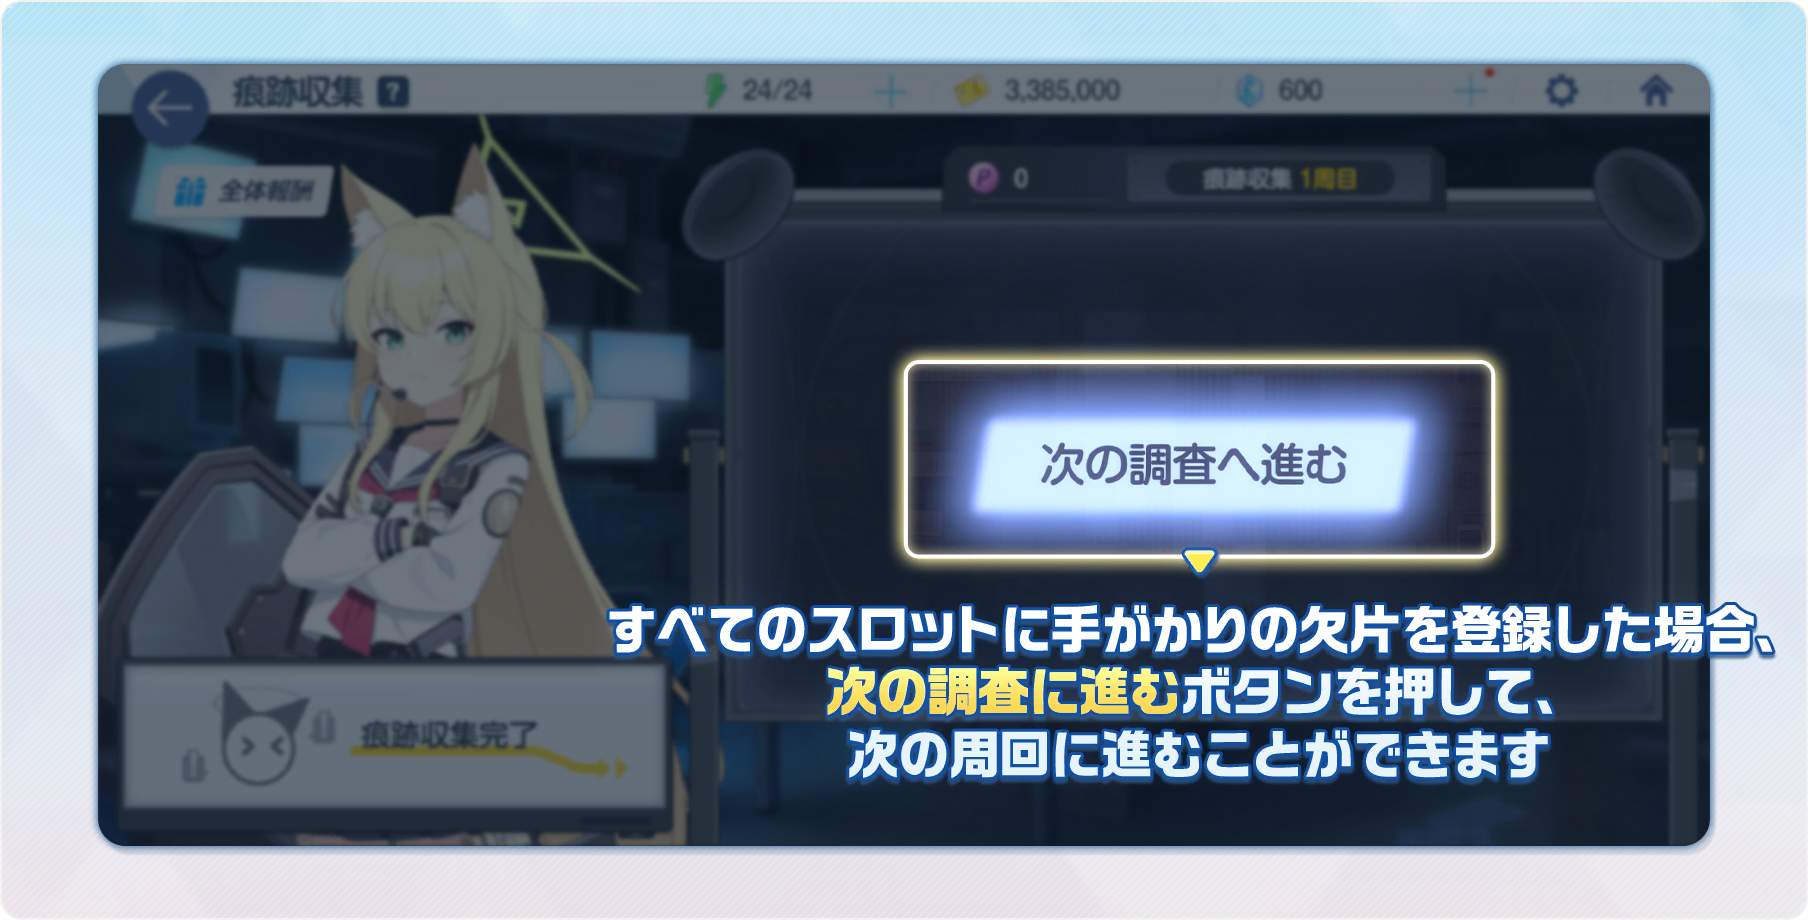 痕跡収集 ?
24/24
3,385,000
600
全体報酬
P 0
痕跡収集 1周目
次の調査へ進む
すべてのスロットに手がかりの欠片を登録した場合、
次の調査に進むボタンを押して、
次の周回に進むことができます
痕跡収集完了